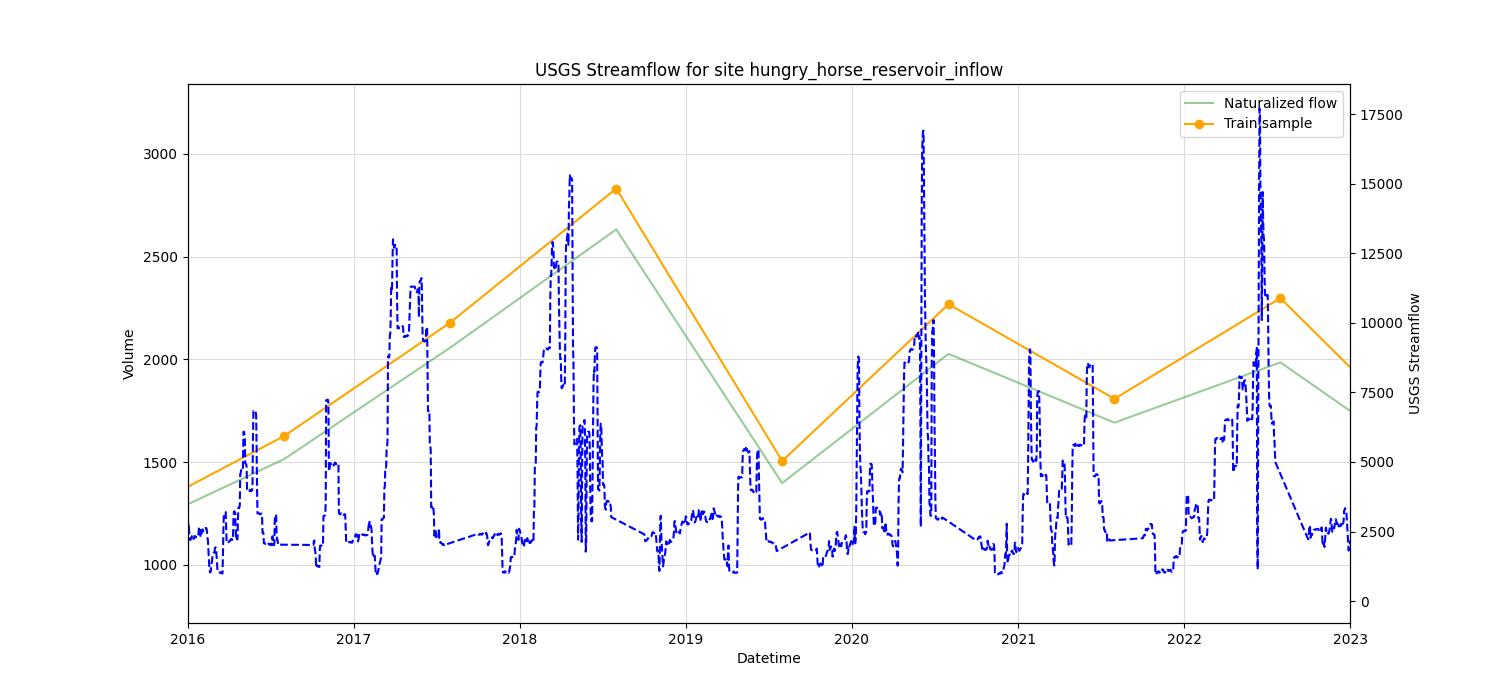 USGS Streamflow for site hungry_horse_reservoir_inflow
Naturalized flow
Train sample
Volume
3000
2500
2000
1500
1000
17500
15000
12500
10000
7500
5000
2500
0
USGS Streamflow
2016 2017 2018 2019 2020 2021 2022 2023
Datetime